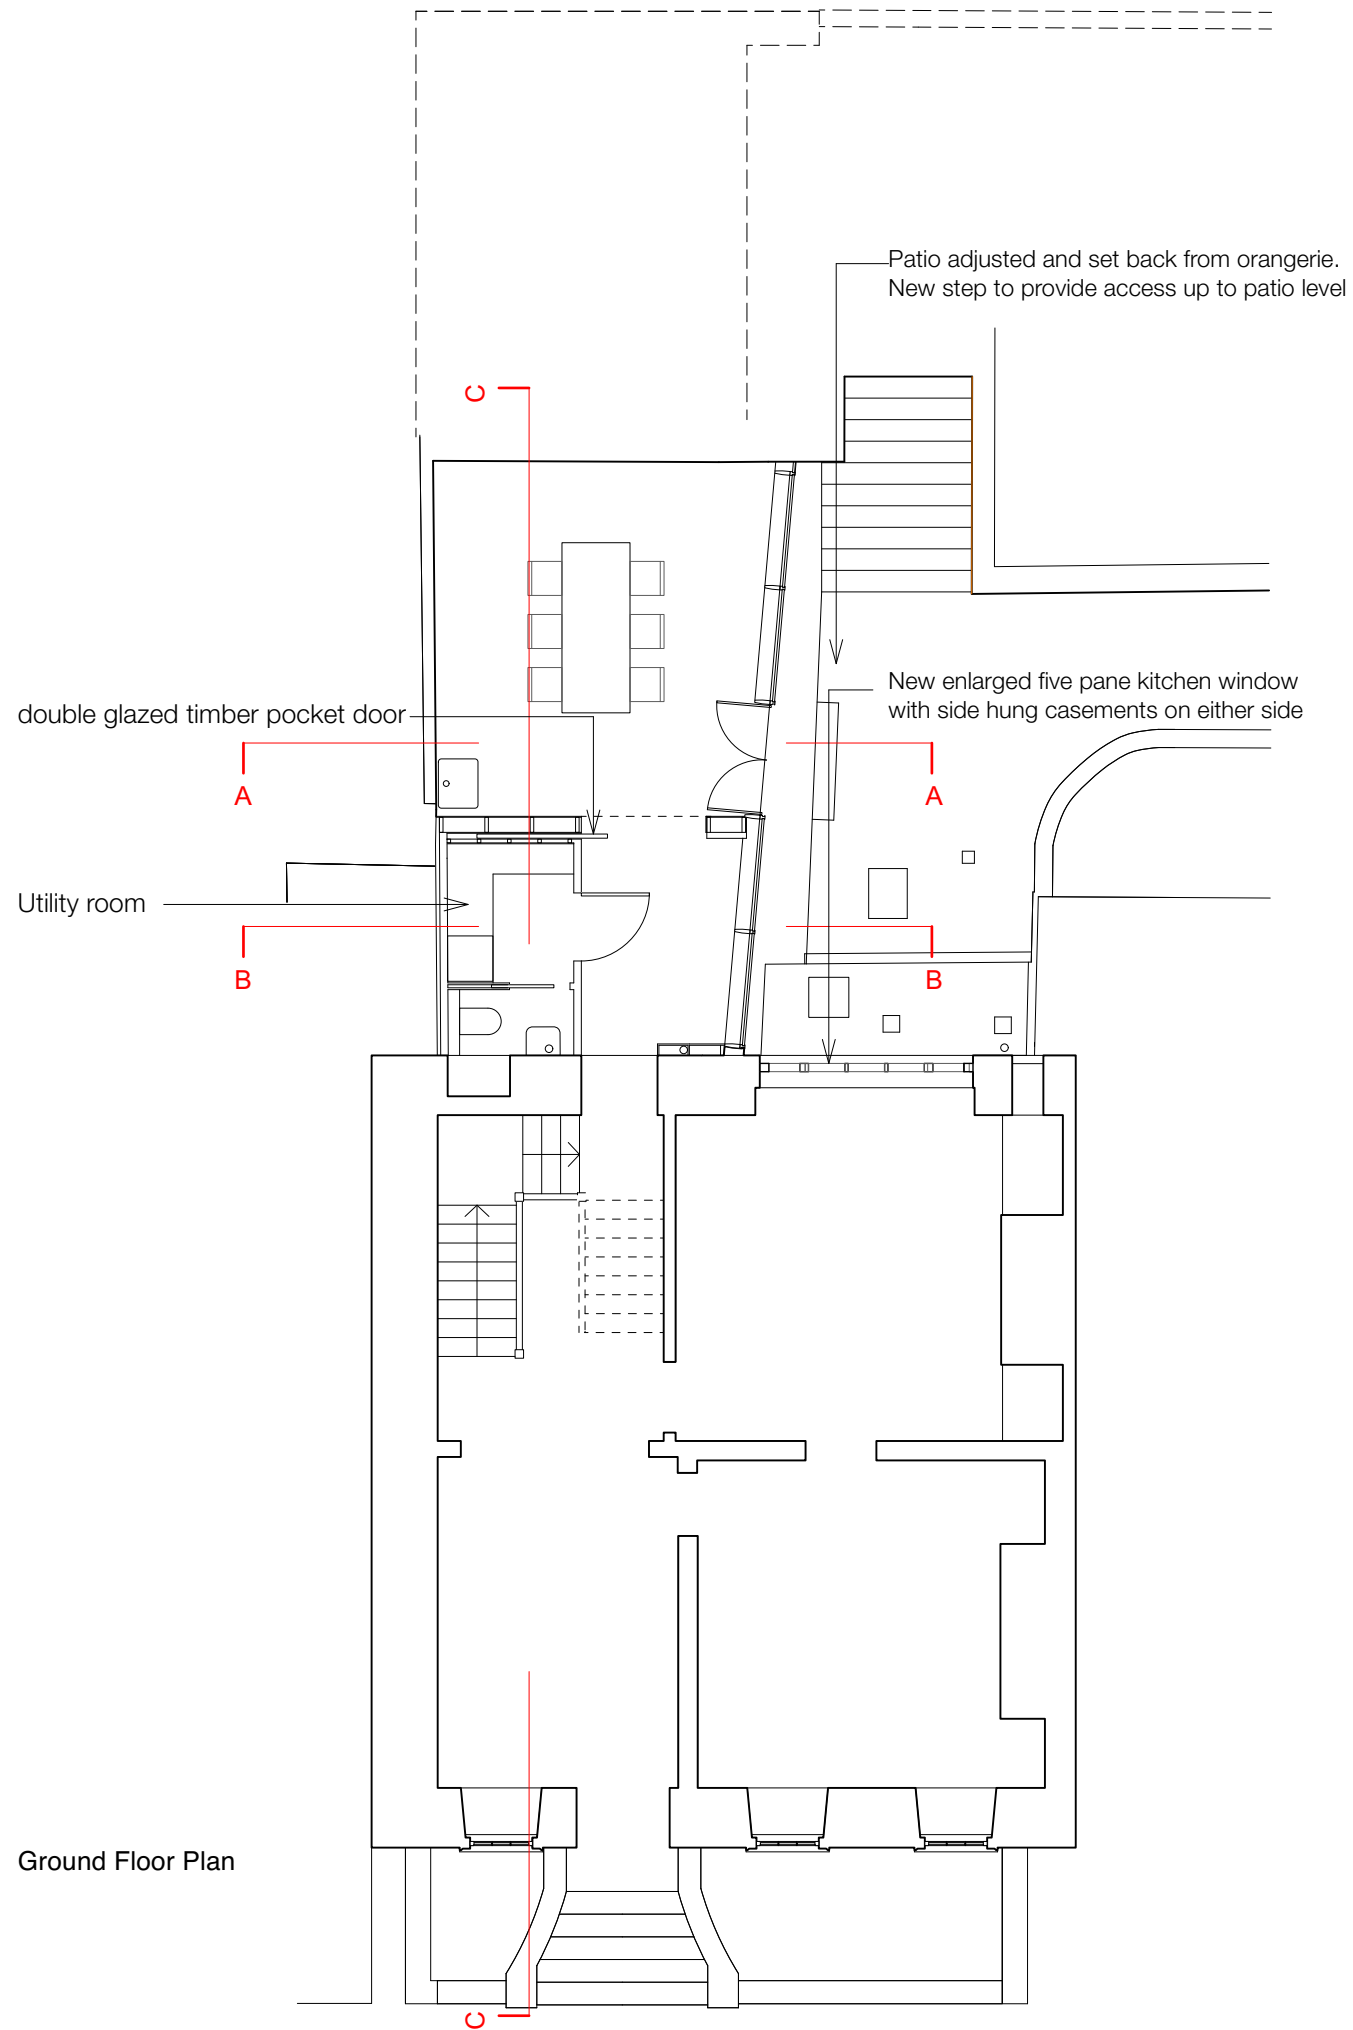 Patio adjusted and set back from orangerie.
New step to provide access up to patio level
C
New enlarged five pane kitchen window
with side hung casements on either side
double glazed timber pocket door
A
A
Utility room
B
B
Ground Floor Plan
C